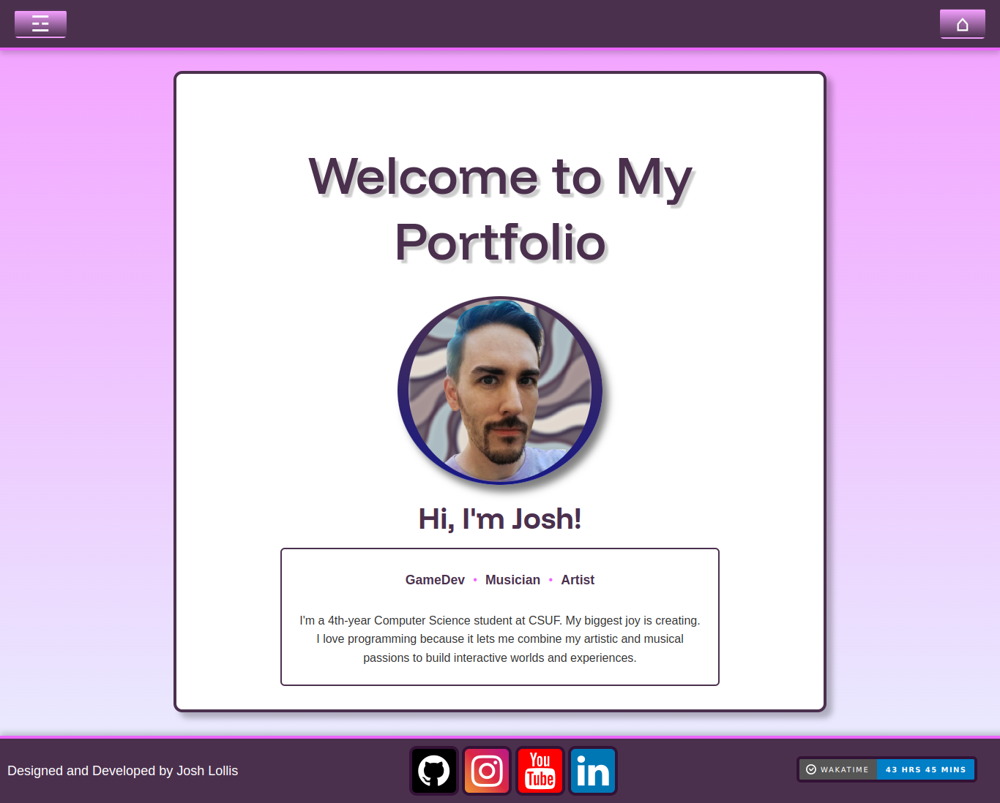 ☲
⌂
Welcome to My
Portfolio
Hi, I'm Josh!
GameDev • Musician • Artist
I'm a 4th-year Computer Science student at CSUF. My biggest joy is creating.
I love programming because it lets me combine my artistic and musical
passions to build interactive worlds and experiences.
Designed and Developed by Josh Lollis
You
Tube
in
WAKATIME 43 HRS 45 MINS